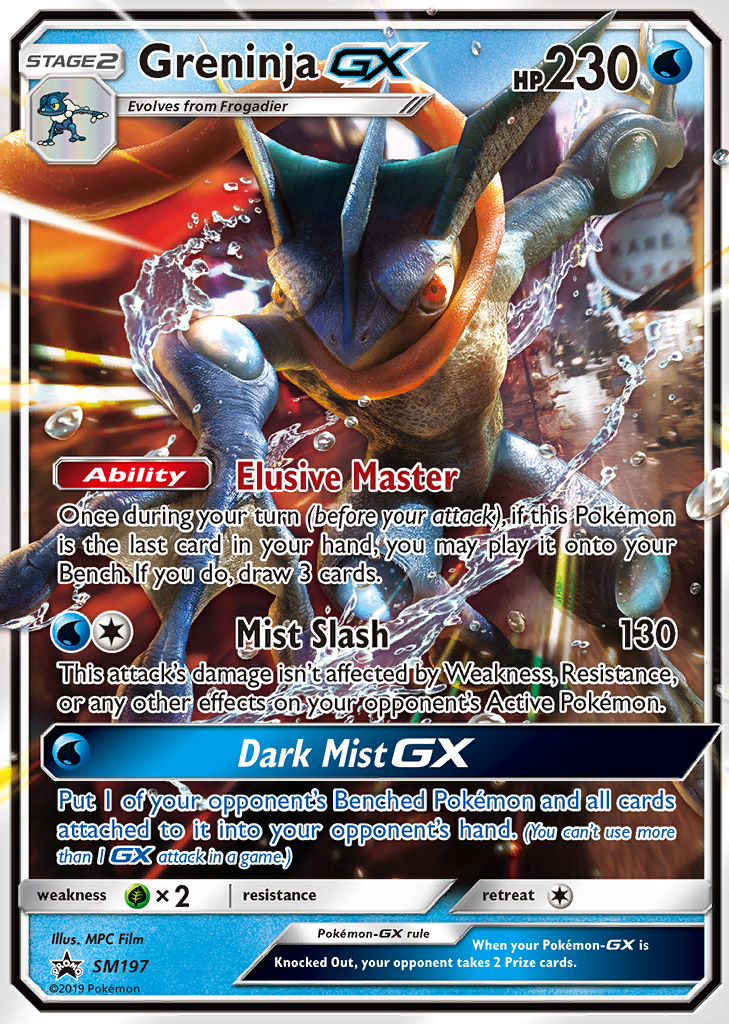 STAGE2
Greninja GX
HP230
Evolves from Frogadier
KARE
Ability Elusive Master
Once during your turn (before your attack), if this Pokémon
is the last card in your hand, you may play it onto your
Bench. If you do, draw 3 cards.
Mist Slash 130
This attack's damage isn't affected by Weakness, Resistance,
or any other effects on your opponent's Active Pokémon.
Dark Mist GX
Put 1 of your opponent's Benched Pokémon and all cards
attached to it into your opponent's hand. (You can't use more
than 1 GX attack in a game.)
weakness ×2 resistance retreat
Illus. MPC Film
PROMO SM197
©2019 Pokémon
Pokémon-GX rule
When your Pokémon-GX is
Knocked Out, your opponent takes 2 Prize cards.